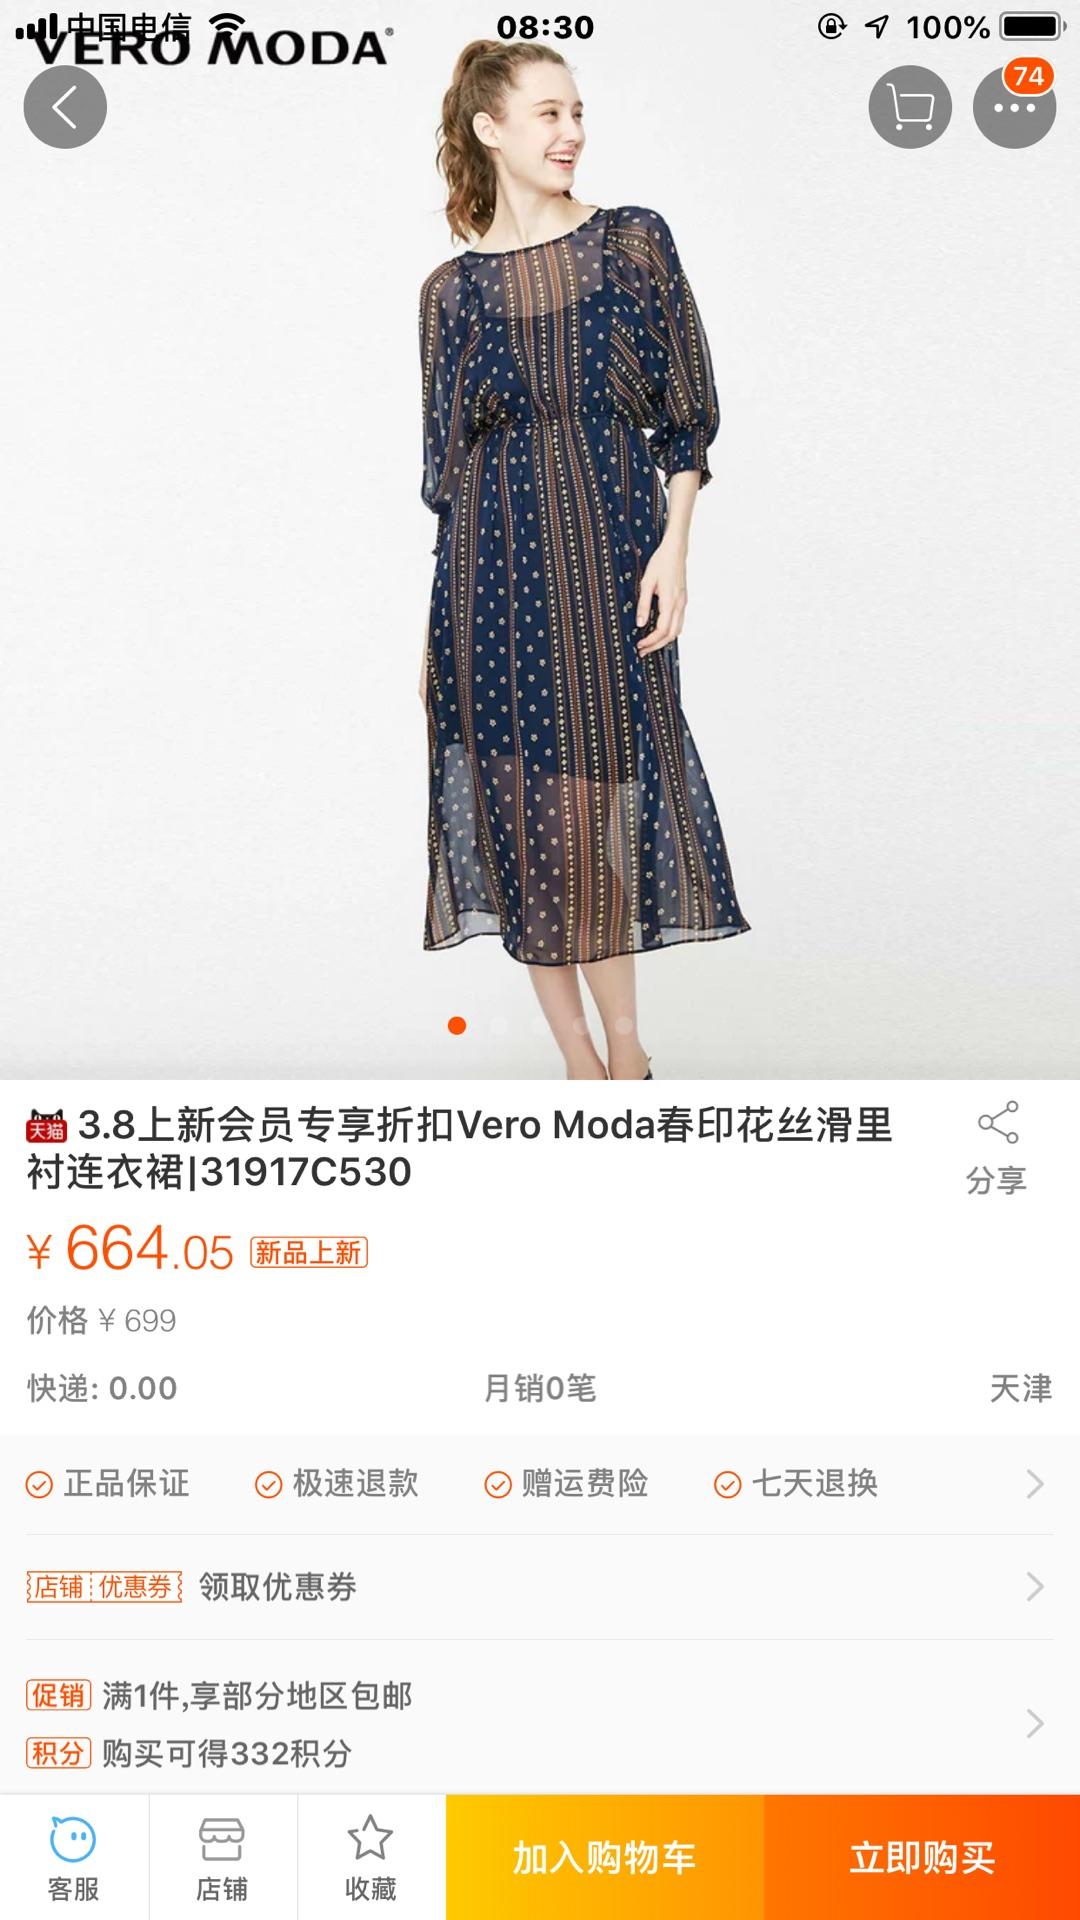 中国电信
08:30
100%
VERO MODA®
74
天猫 3.8上新会员专享折扣Vero Moda春印花丝滑里
衬连衣裙|31917C530
分享
¥ 664.05 新品上新
价格 ¥ 699
快递: 0.00
月销0笔
天津
正品保证
极速退款
赠运费险
七天退换
店铺 优惠券 领取优惠券
促销 满1件,享部分地区包邮
积分 购买可得332积分
客服
店铺
收藏
加入购物车
立即购买